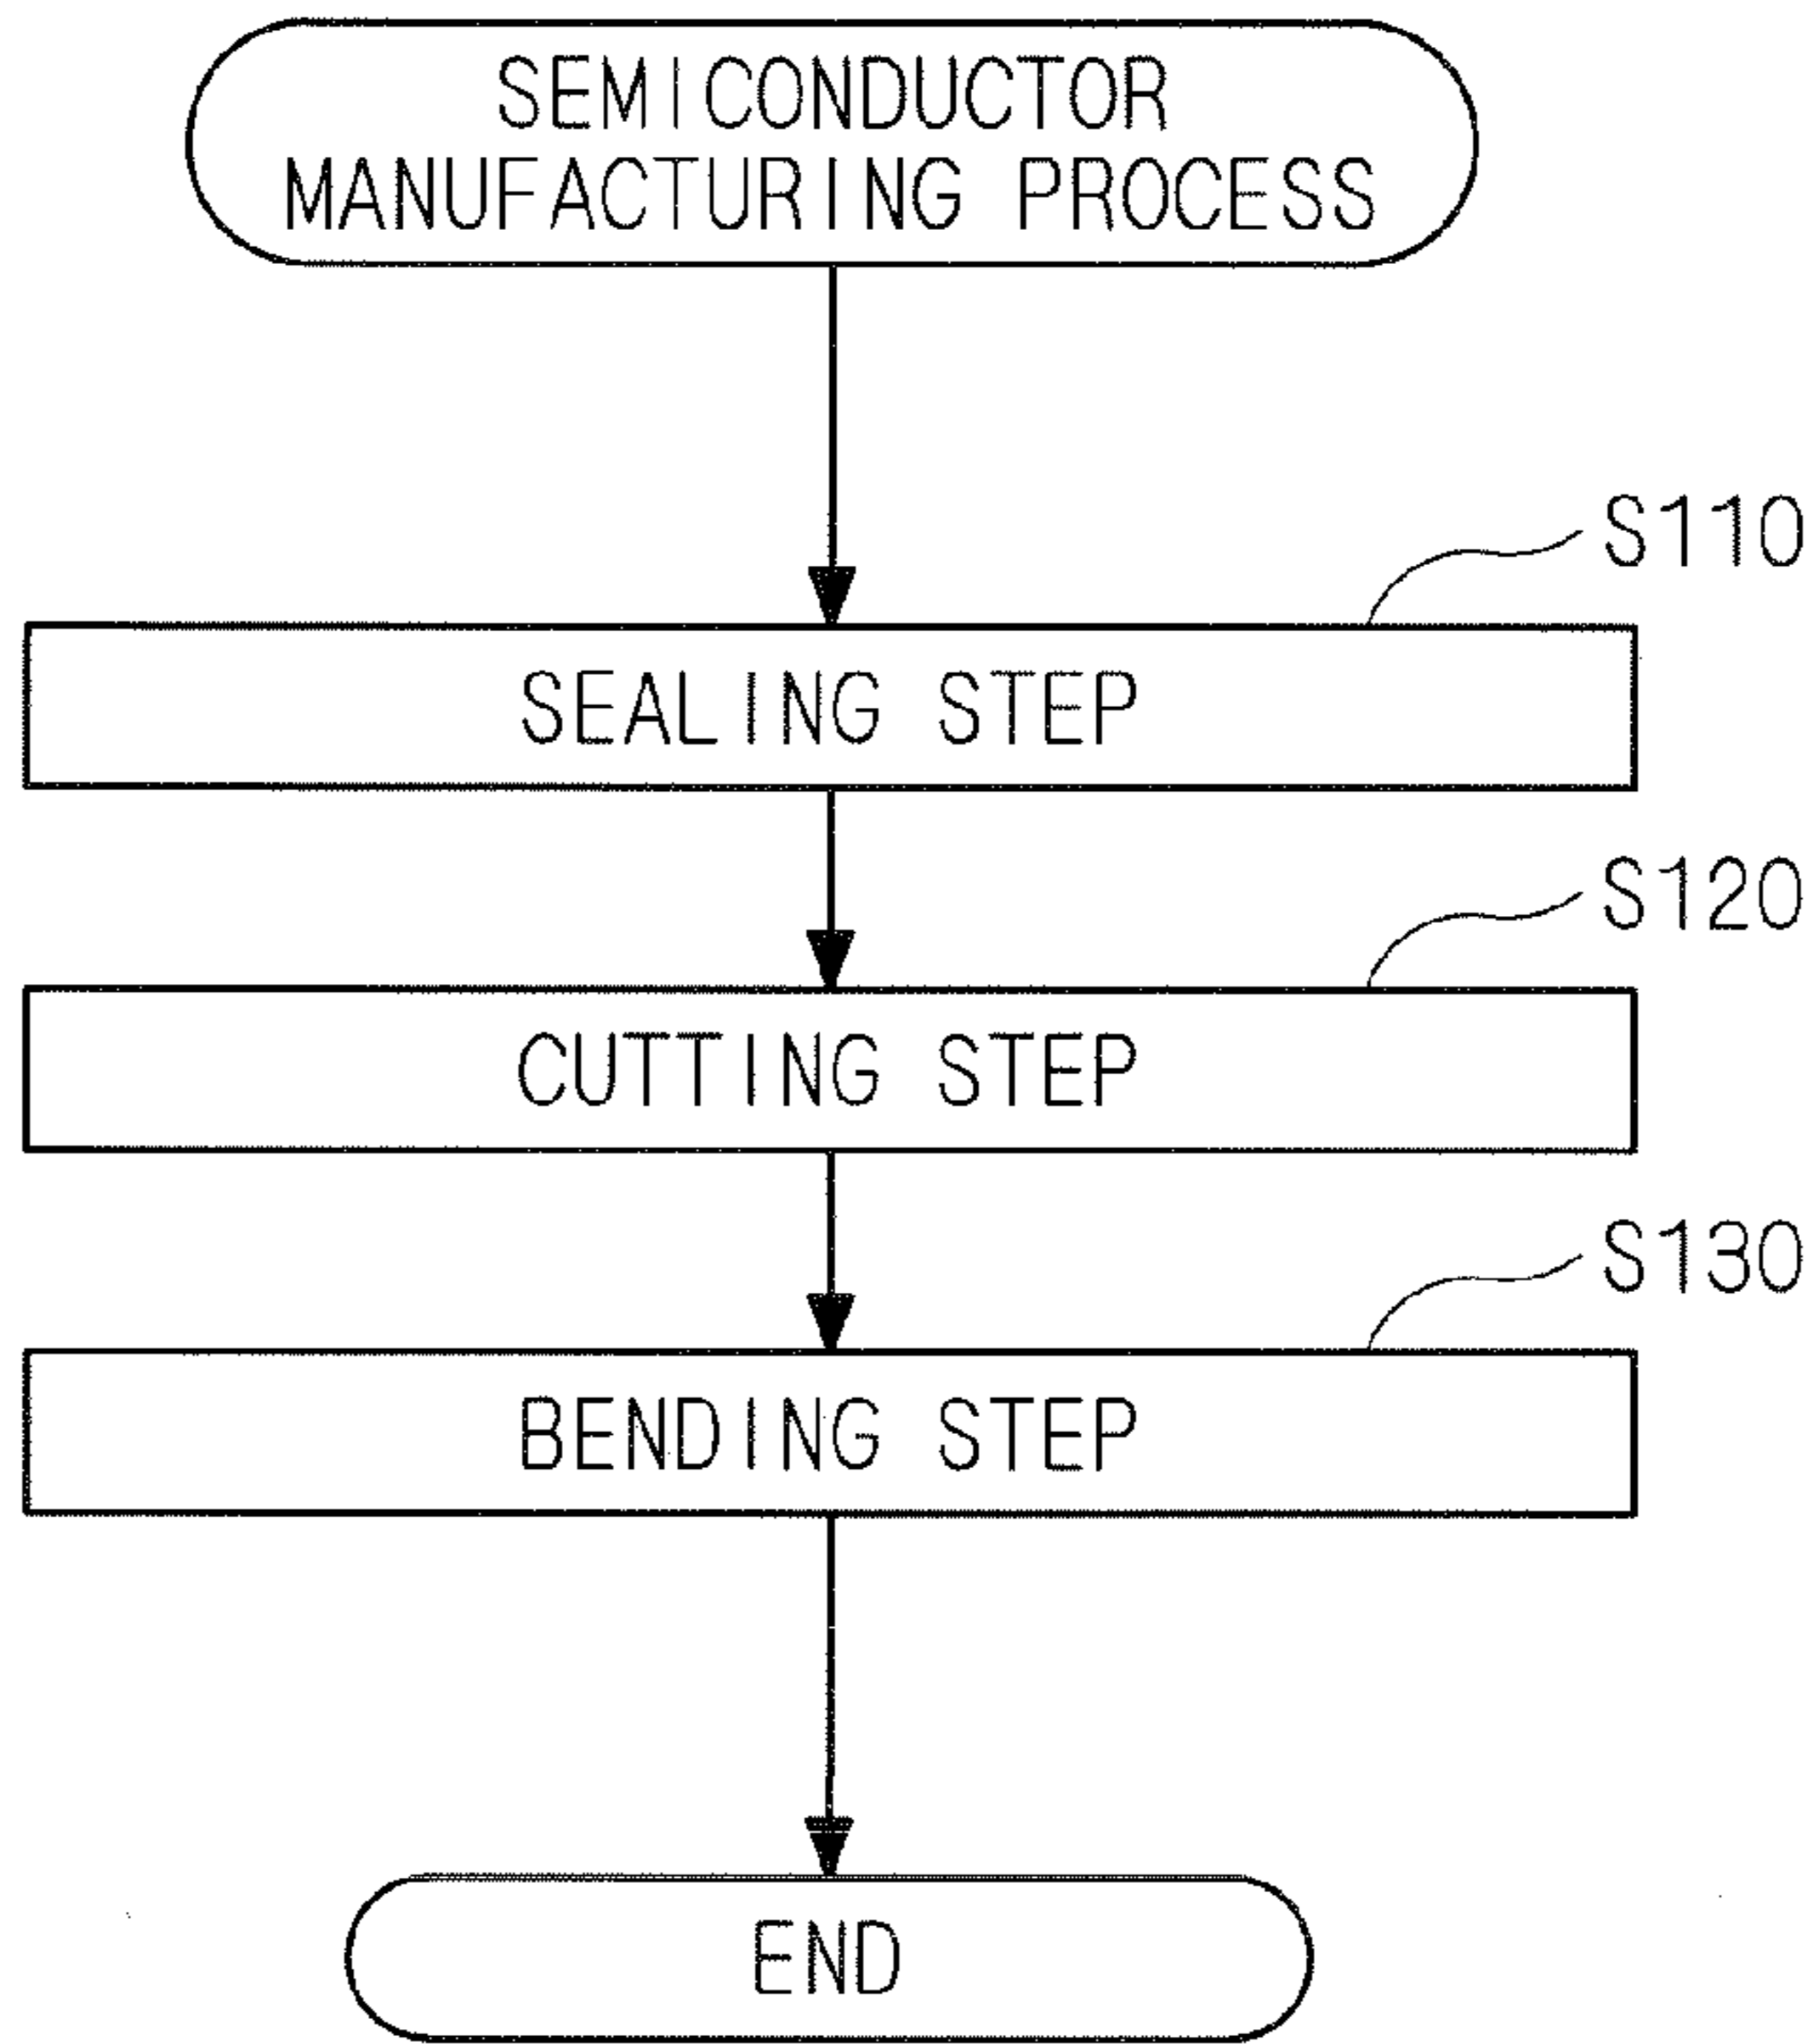 SEMICONDUCTOR
MANUFACTURING PROCESS
S110
SEALING STEP
S120
CUTTING STEP
S130
BENDING STEP
END